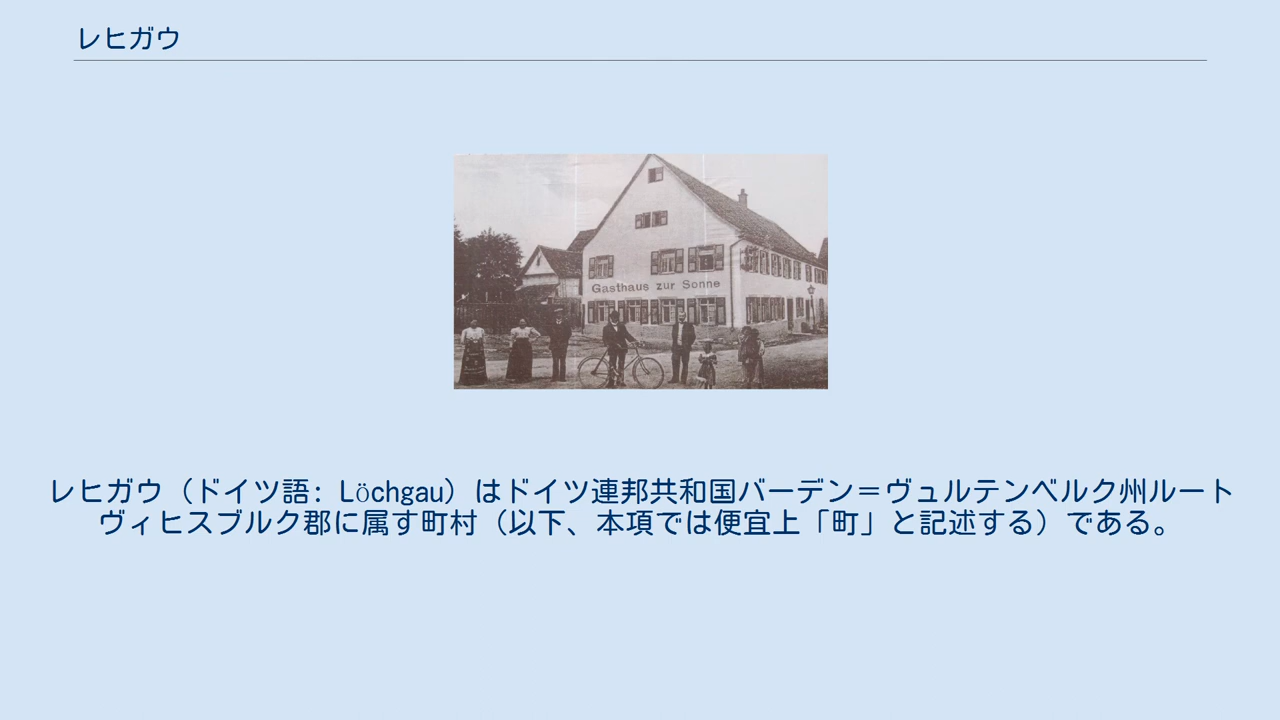 レヒガウ
Gasthaus zur Sonne
レヒガウ（ドイツ語: Löchgau）はドイツ連邦共和国バーデン＝ヴュルテンベルク州ルート
ヴィヒスブルク郡に属す町村（以下、本項では便宜上「町」と記述する）である。